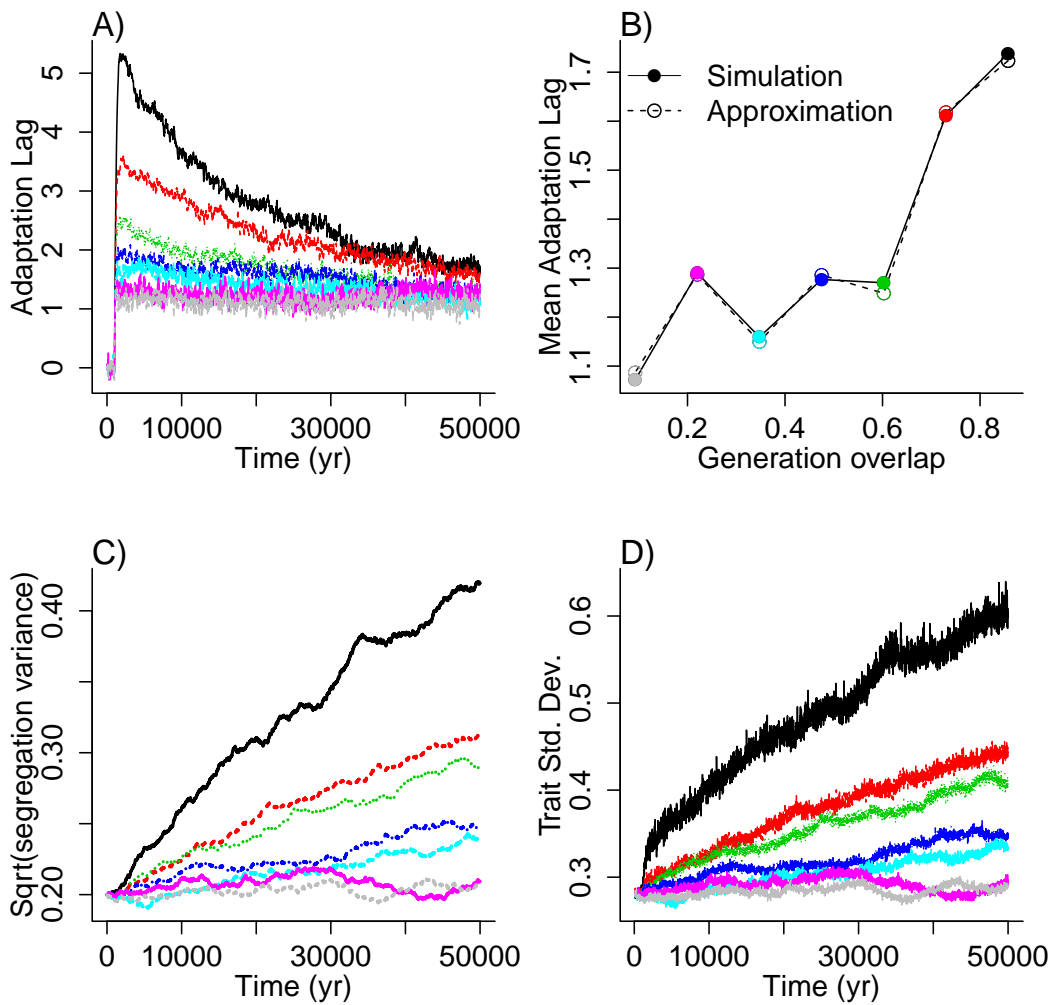 A)
Adaptation Lag
5
4
3
2
1
0
10000
30000
50000
Time (yr)
B)
Mean Adaptation Lag
1.7
1.5
1.3
1.1
Simulation
Approximation
0.2
0.4
0.6
0.8
Generation overlap
C)
Sqrt(segregation variance)
0.40
0.30
0.20
0
10000
30000
50000
Time (yr)
D)
Trait Std. Dev.
0.6
0.5
0.4
0.3
0
10000
30000
50000
Time (yr)